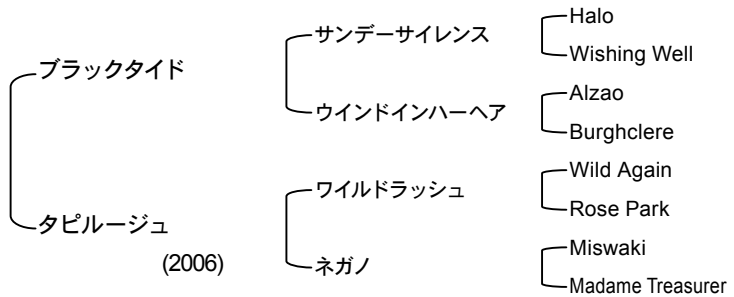 ブラックタイド
サンデーサイレンス
Halo
Wishing Well
ウインドインハーヘア
Alzao
Burghclere
タピルージュ
(2006)
ワイルドラッシュ
Wild Again
Rose Park
ネガノ
Miswaki
Madame Treasurer